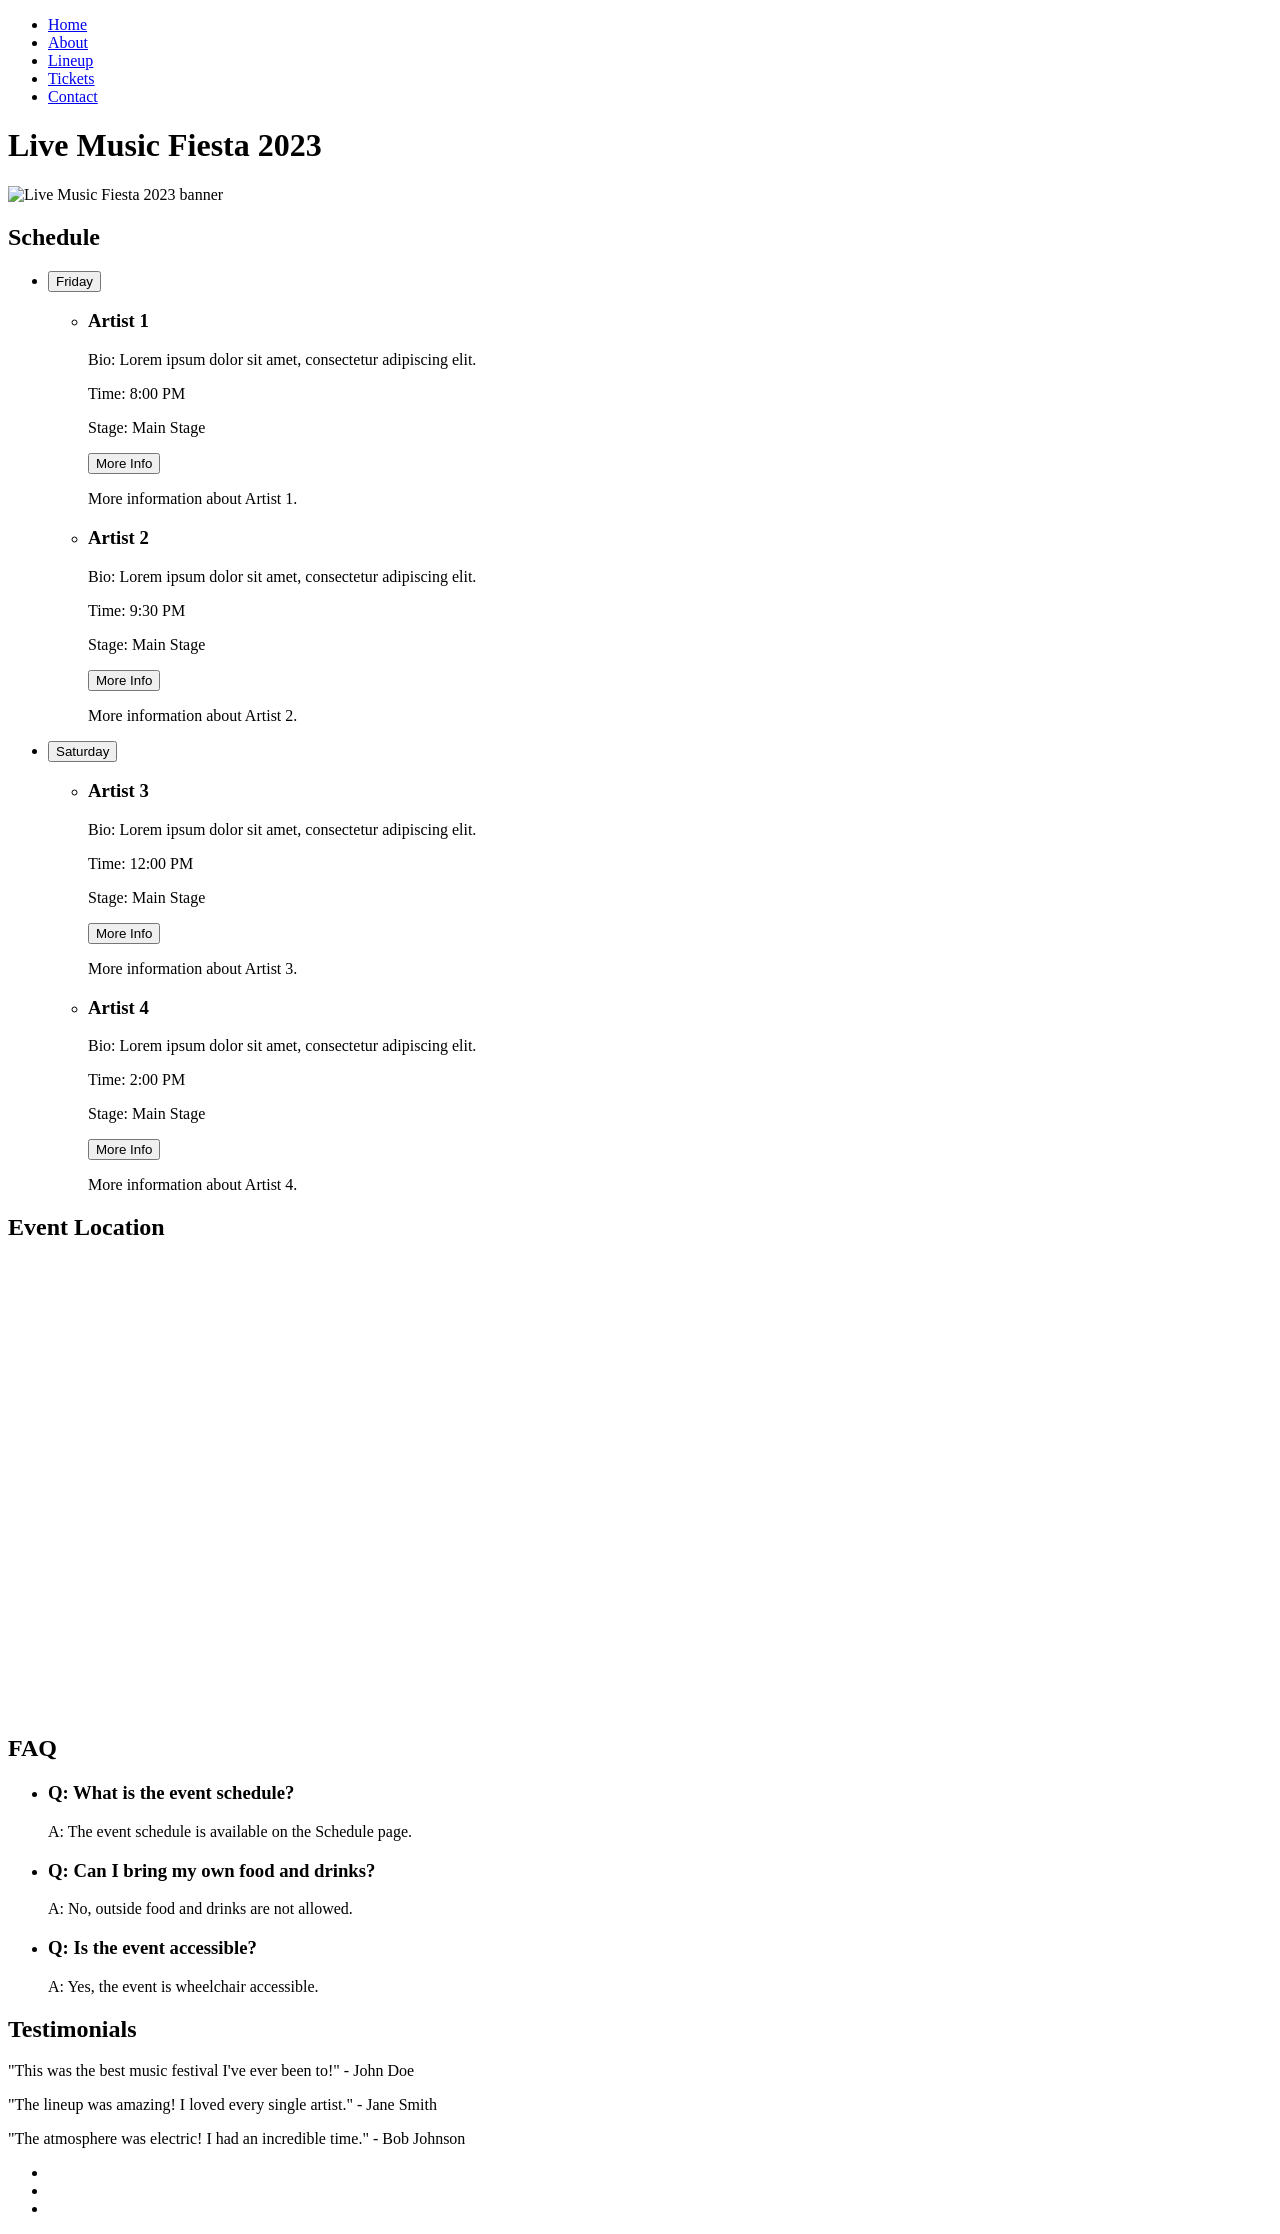 Home
About
Lineup
Tickets
Contact
Live Music Fiesta 2023
Live Music Fiesta 2023 banner
Schedule
Friday
Artist 1
Bio: Lorem ipsum dolor sit amet, consectetur adipiscing elit.
Time: 8:00 PM
Stage: Main Stage
More Info
More information about Artist 1.
Artist 2
Bio: Lorem ipsum dolor sit amet, consectetur adipiscing elit.
Time: 9:30 PM
Stage: Main Stage
More Info
More information about Artist 2.
Saturday
Artist 3
Bio: Lorem ipsum dolor sit amet, consectetur adipiscing elit.
Time: 12:00 PM
Stage: Main Stage
More Info
More information about Artist 3.
Artist 4
Bio: Lorem ipsum dolor sit amet, consectetur adipiscing elit.
Time: 2:00 PM
Stage: Main Stage
More Info
More information about Artist 4.
Event Location
FAQ
Q: What is the event schedule?
A: The event schedule is available on the Schedule page.
Q: Can I bring my own food and drinks?
A: No, outside food and drinks are not allowed.
Q: Is the event accessible?
A: Yes, the event is wheelchair accessible.
Testimonials
"This was the best music festival I've ever been to!" - John Doe
"The lineup was amazing! I loved every single artist." - Jane Smith
"The atmosphere was electric! I had an incredible time." - Bob Johnson